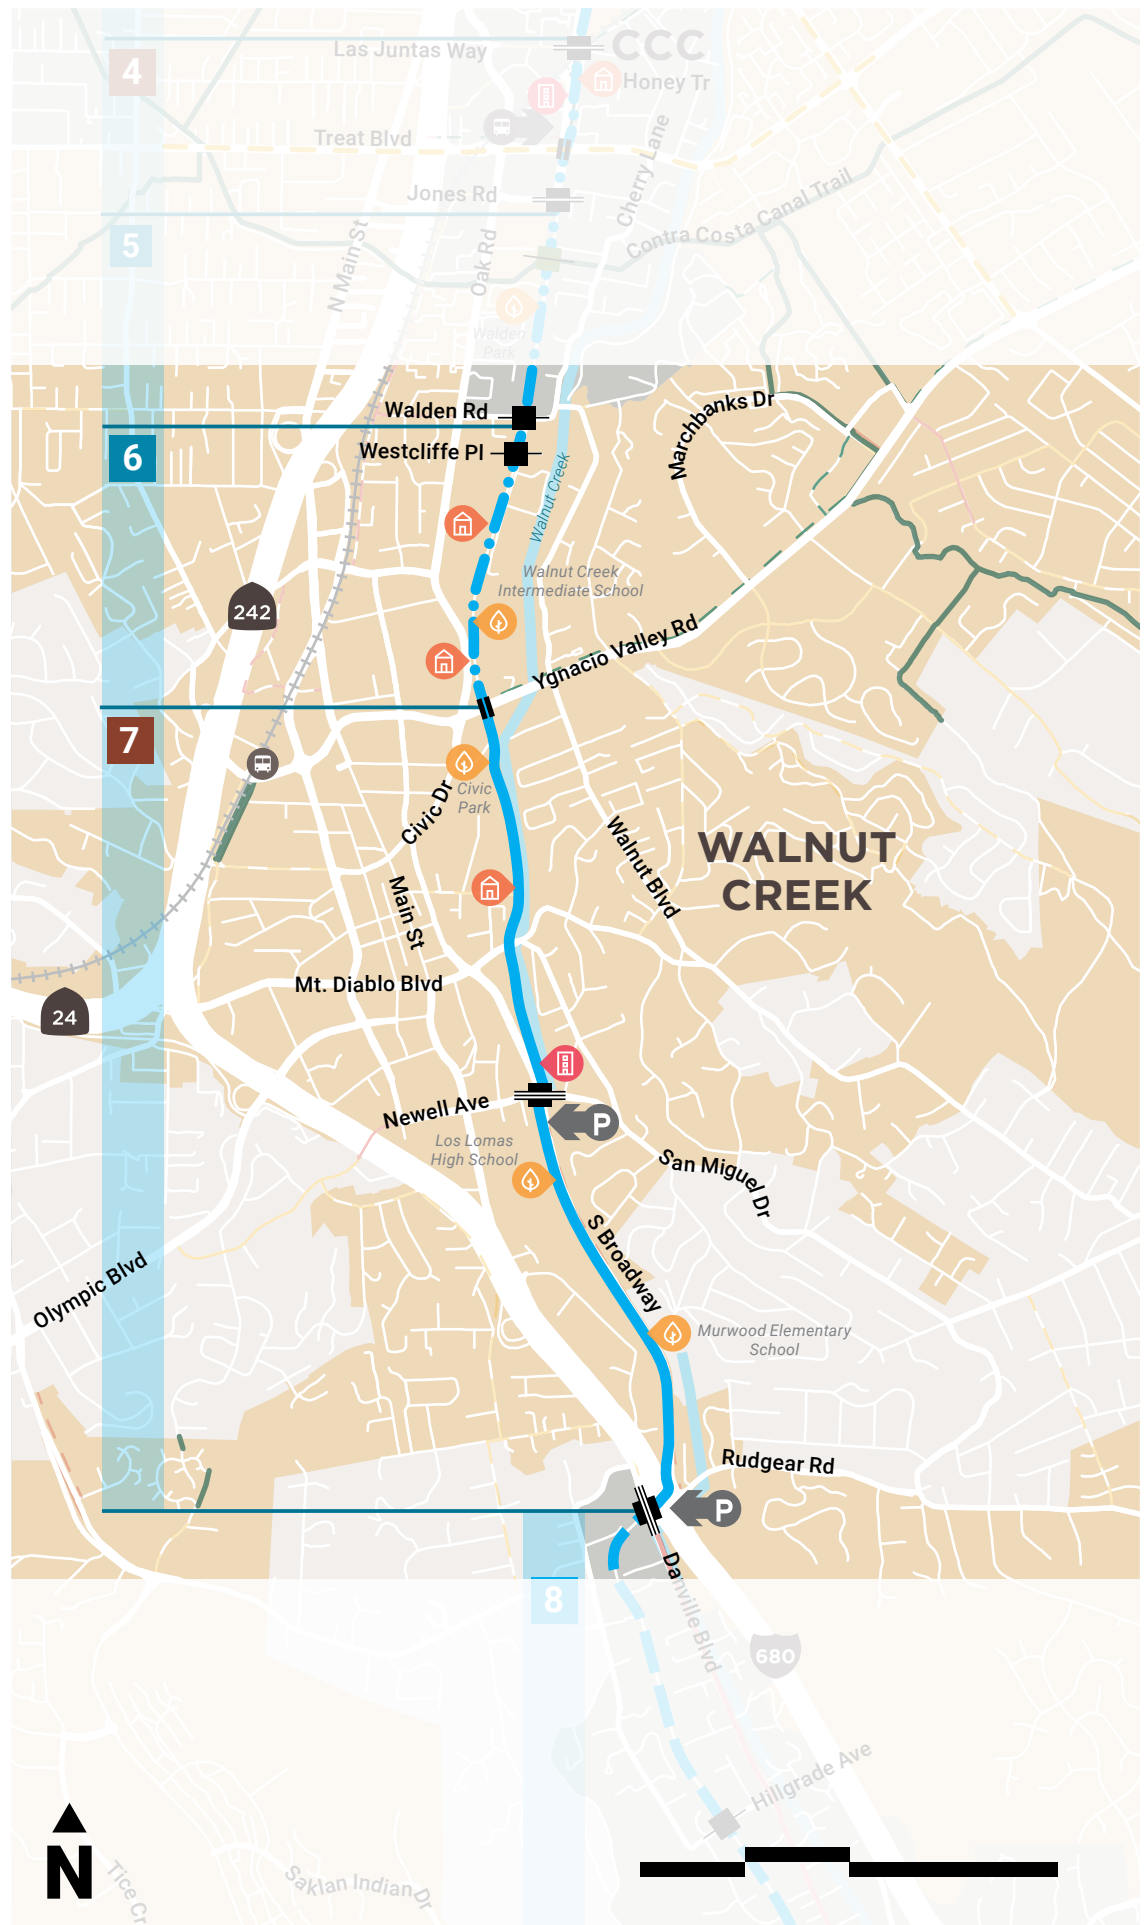 Las Juntas Way
CCC
4
Honey Tr
Treat Blvd
Cherry Lane
Jones Rd
Contra Costa Canal Trail
5
N Main St
Oak Rd
Walden
Park
Walden Rd
Marchbanks Dr
6
Westcliffe Pl
Walnut Creek
Walnut Creek
Intermediate School
242
Ygnacio Valley Rd
7
Civic
Park
Civic Dr
Walnut Blvd
WALNUT
CREEK
Main St
Mt. Diablo Blvd
24
Newell Ave
P
Los Lomas
High School
San Miguel Dr
S Broadway
Olympic Blvd
Murwood Elementary
School
Rudgear Rd
P
Danville Blvd
8
680
Hillgrade Ave
N
Tice Cr
Saklan Indian Dr